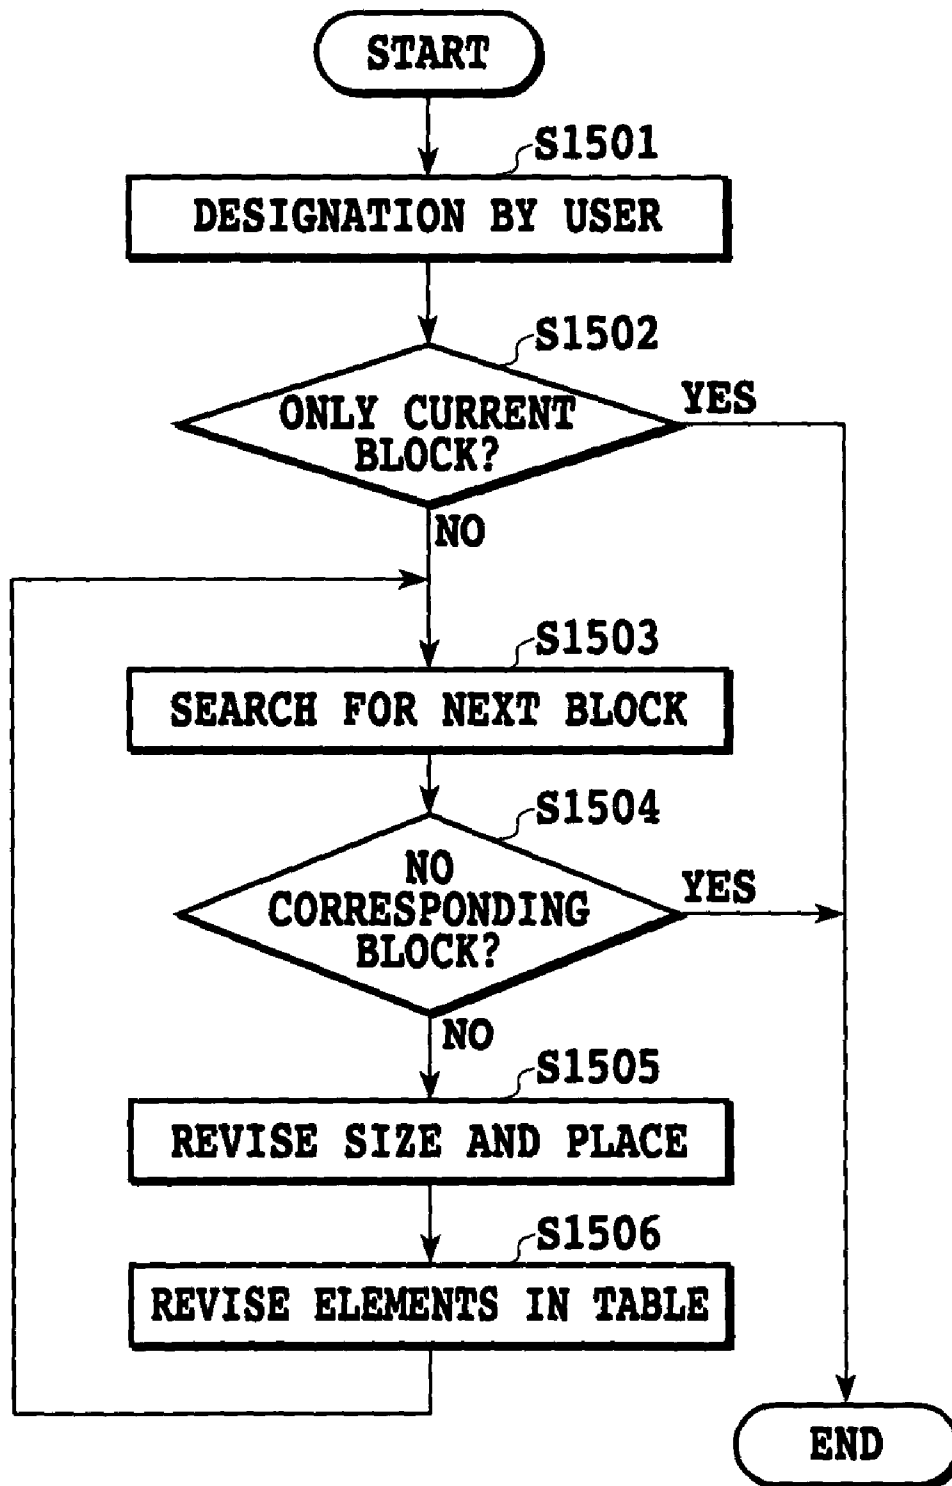 START
S1501
DESIGNATION BY USER
S1502
ONLY CURRENT
BLOCK?
YES
NO
S1503
SEARCH FOR NEXT BLOCK
S1504
NO
CORRESPONDING
BLOCK?
YES
NO
S1505
REVISE SIZE AND PLACE
S1506
REVISE ELEMENTS IN TABLE
END